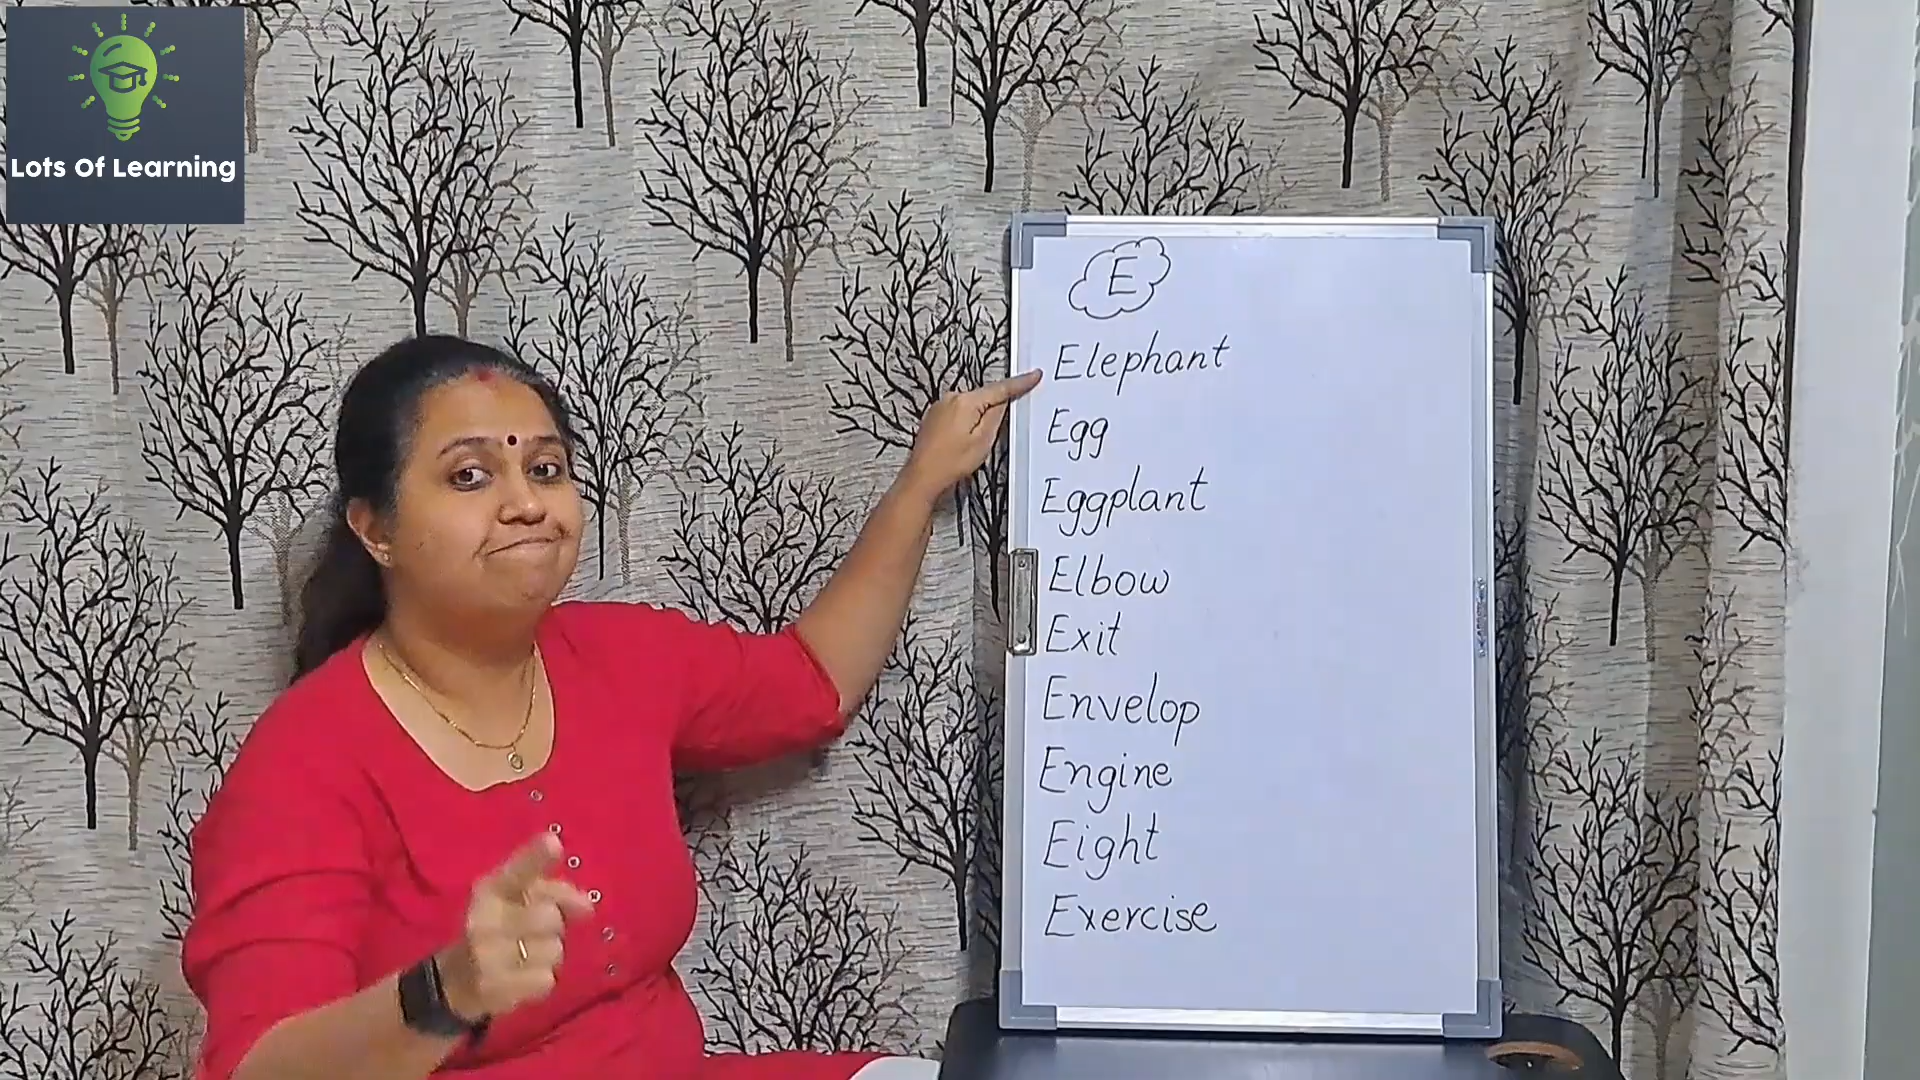 Lots Of Learning
E
Elephant
Egg
Eggplant
Elbow
Exit
Envelop
Engine
Eight
Exercise